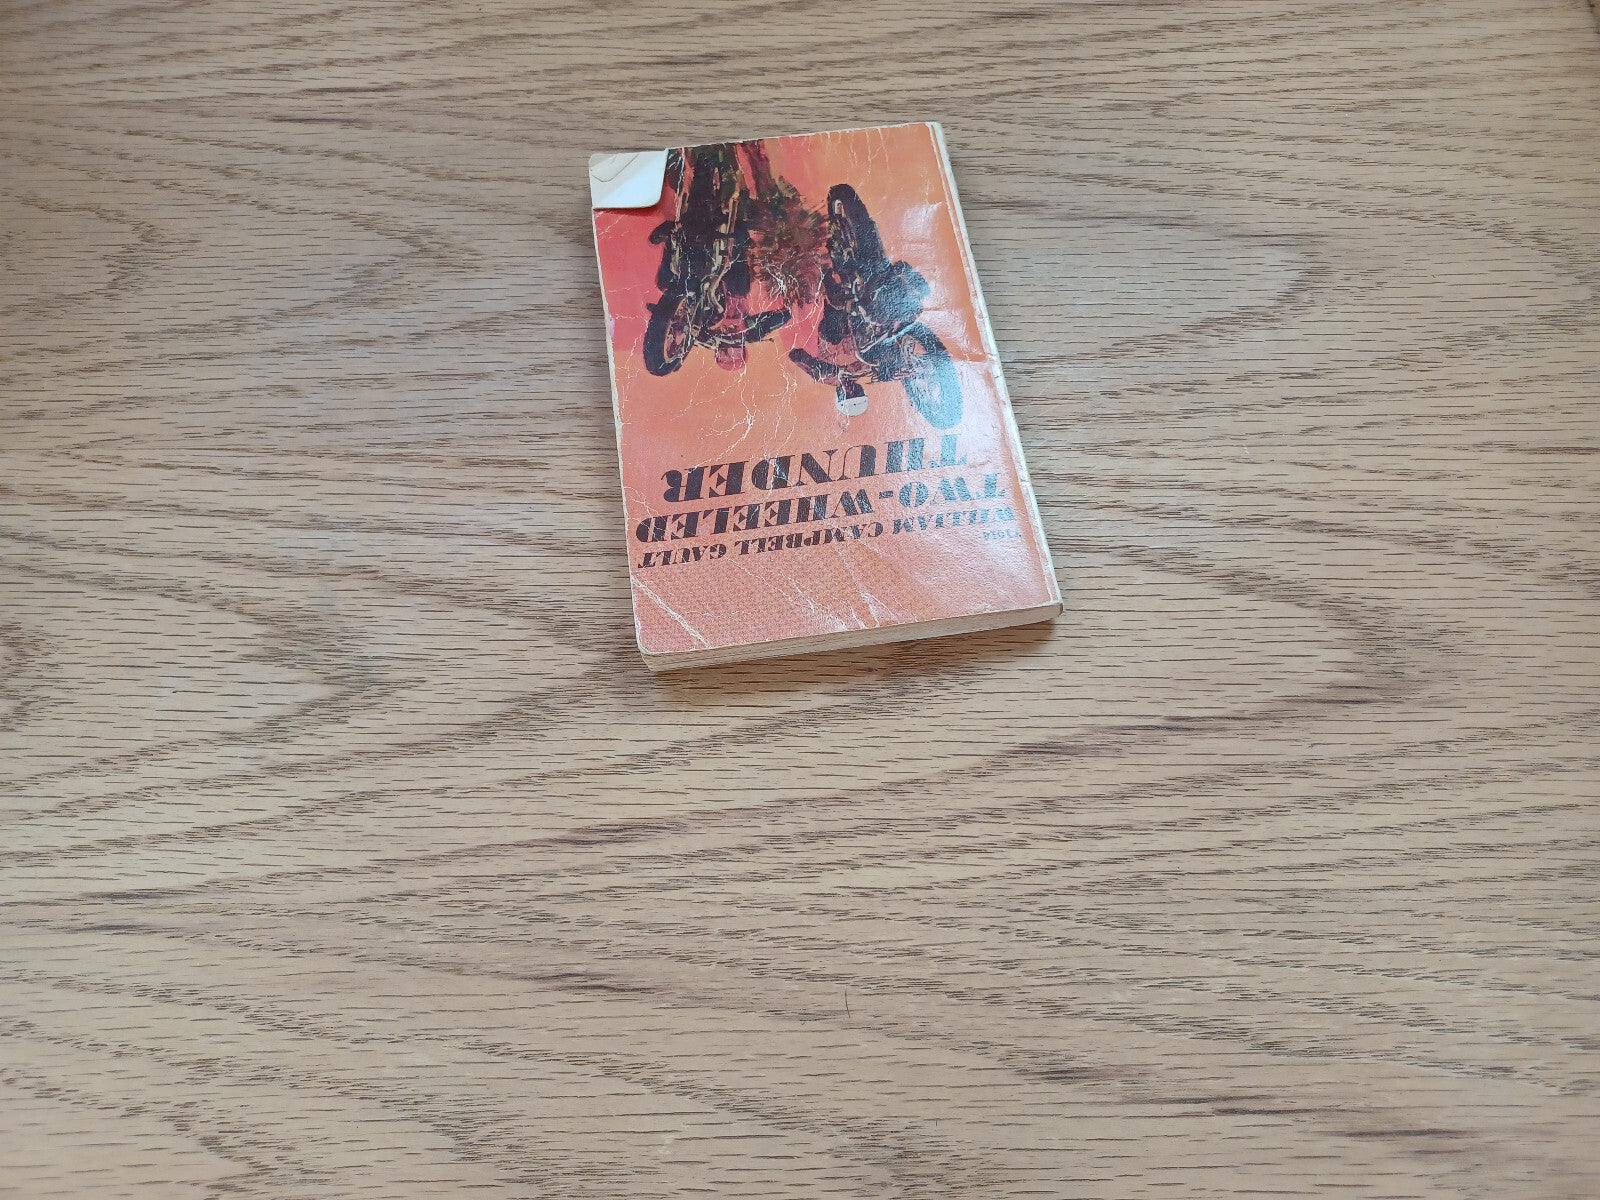 WILLIAM CAMPBELL GAULT
TWO-WHEELED
THUNDER